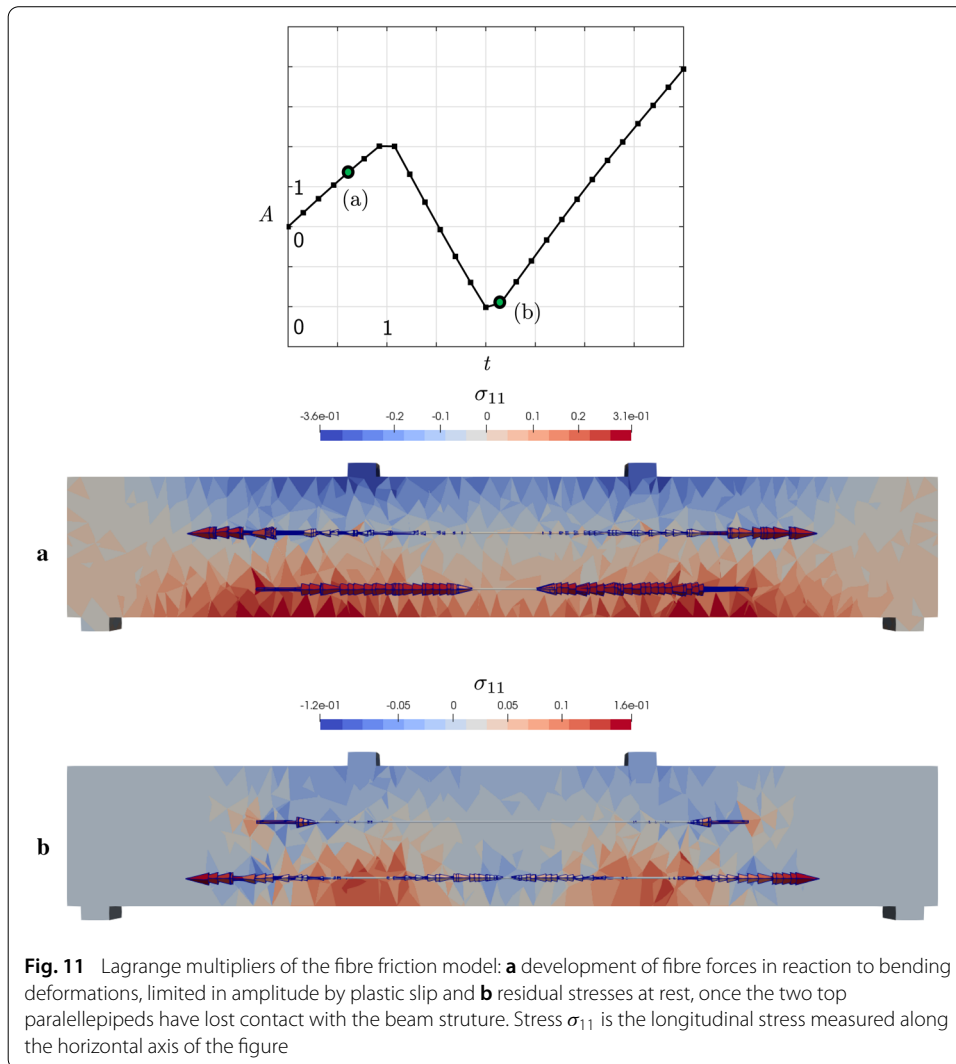 1
(a)
A
0
(b)
0
1
t
σ11
-3.6e-01 -0.2 -0.1 0 0.1 0.2 3.1e-01
a
σ11
-1.2e-01 -0.05 0 0.05 0.1 1.6e-01
b
Fig. 11 Lagrange multipliers of the fibre friction model: a development of fibre forces in reaction to bending
deformations, limited in amplitude by plastic slip and b residual stresses at rest, once the two top
paralellepipeds have lost contact with the beam struture. Stress σ11 is the longitudinal stress measured along
the horizontal axis of the figure